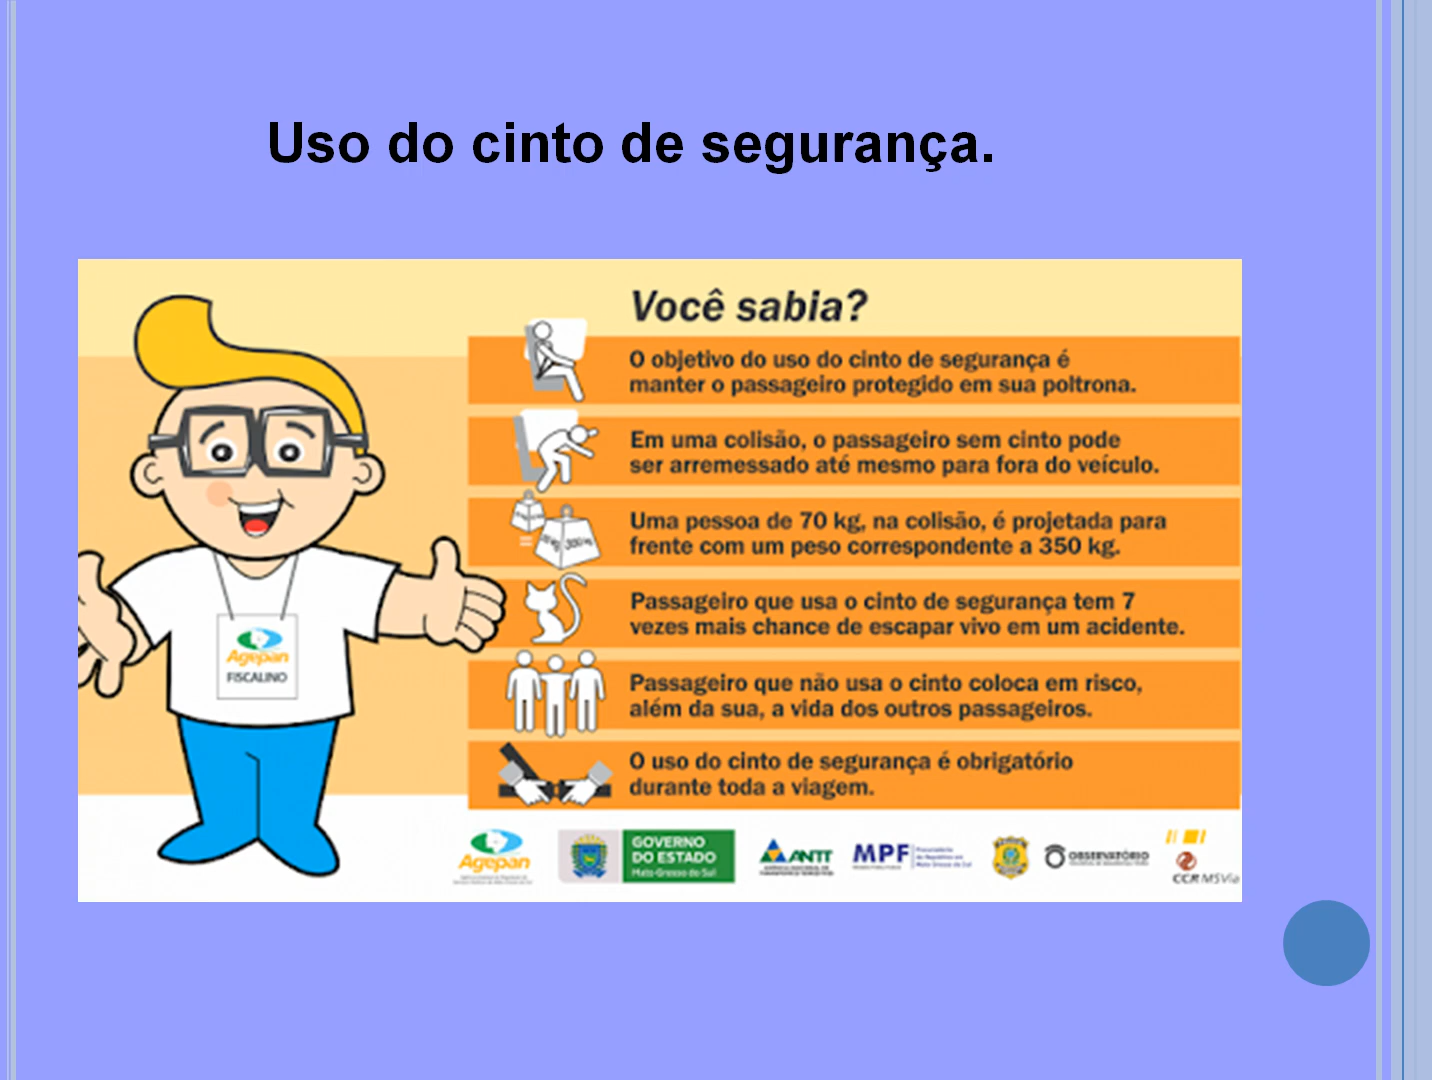 Uso do cinto de segurança.
Você sabia?
O objetivo do uso do cinto de segurança é
manter o passageiro protegido em sua poltrona.
Em uma colisão, o passageiro sem cinto pode
ser arremessado até mesmo para fora do veículo.
Uma pessoa de 70 kg, na colisão, é projetada para
frente com um peso correspondente a 350 kg.
Passageiro que usa o cinto de segurança tem 7
vezes mais chance de escapar vivo em um acidente.
Passageiro que não usa o cinto coloca em risco,
além da sua, a vida dos outros passageiros.
O uso do cinto de segurança é obrigatório
durante toda a viagem.
Agepan
FISCALINO
Agepan
GOVERNO
DO ESTADO
Mato Grosso do Sul
ANTT
MPF
OBSERVATÓRIO
CCR MSVia